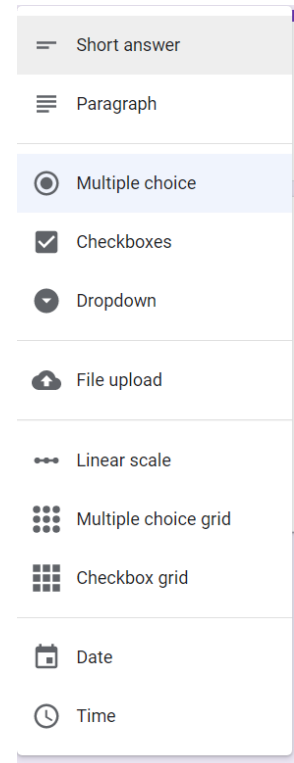 Short answer
Paragraph
Multiple choice
Checkboxes
Dropdown
File upload
Linear scale
Multiple choice grid
Checkbox grid
Date
Time